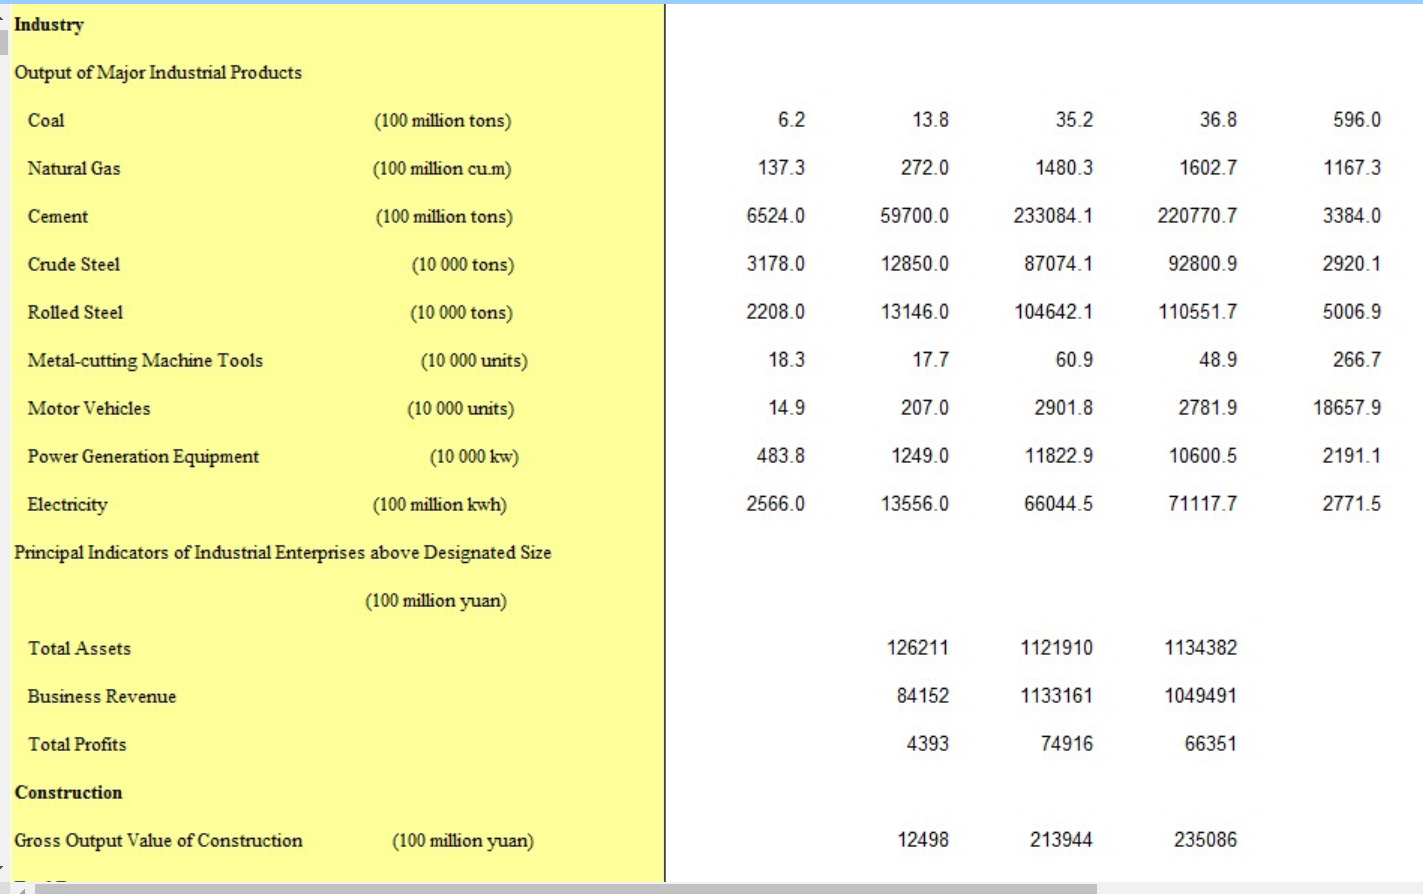 Industry
Output of Major Industrial Products
Coal (100 million tons) 6.2 13.8 35.2 36.8 596.0
Natural Gas (100 million cu.m) 137.3 272.0 1480.3 1602.7 1167.3
Cement (100 million tons) 6524.0 59700.0 233084.1 220770.7 3384.0
Crude Steel (10 000 tons) 3178.0 12850.0 87074.1 92800.9 2920.1
Rolled Steel (10 000 tons) 2208.0 13146.0 104642.1 110551.7 5006.9
Metal-cutting Machine Tools (10 000 units) 18.3 17.7 60.9 48.9 266.7
Motor Vehicles (10 000 units) 14.9 207.0 2901.8 2781.9 18657.9
Power Generation Equipment (10 000 kw) 483.8 1249.0 11822.9 10600.5 2191.1
Electricity (100 million kwh) 2566.0 13556.0 66044.5 71117.7 2771.5
Principal Indicators of Industrial Enterprises above Designated Size
(100 million yuan)
Total Assets 126211 1121910 1134382
Business Revenue 84152 1133161 1049491
Total Profits 4393 74916 66351
Construction
Gross Output Value of Construction (100 million yuan) 12498 213944 235086